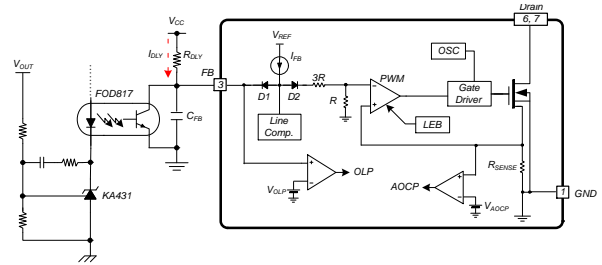 Drain
6, 7
VCC
IDLY
RDLY
VREF
OSC
VOUT
IFB
FB
3
3R
PWM
FOD817
D1
D2
R
Gate
Driver
CFB
Line
Comp.
LEB
RSENSE
OLP
AOCP
1
GND
KA431
VOLP
VAOCP